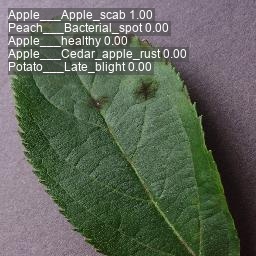 Apple___Apple_scab 1.00
Peach___Bacterial_spot 0.00
Apple___healthy 0.00
Apple___Cedar_apple_rust 0.00
Potato___Late_blight 0.00